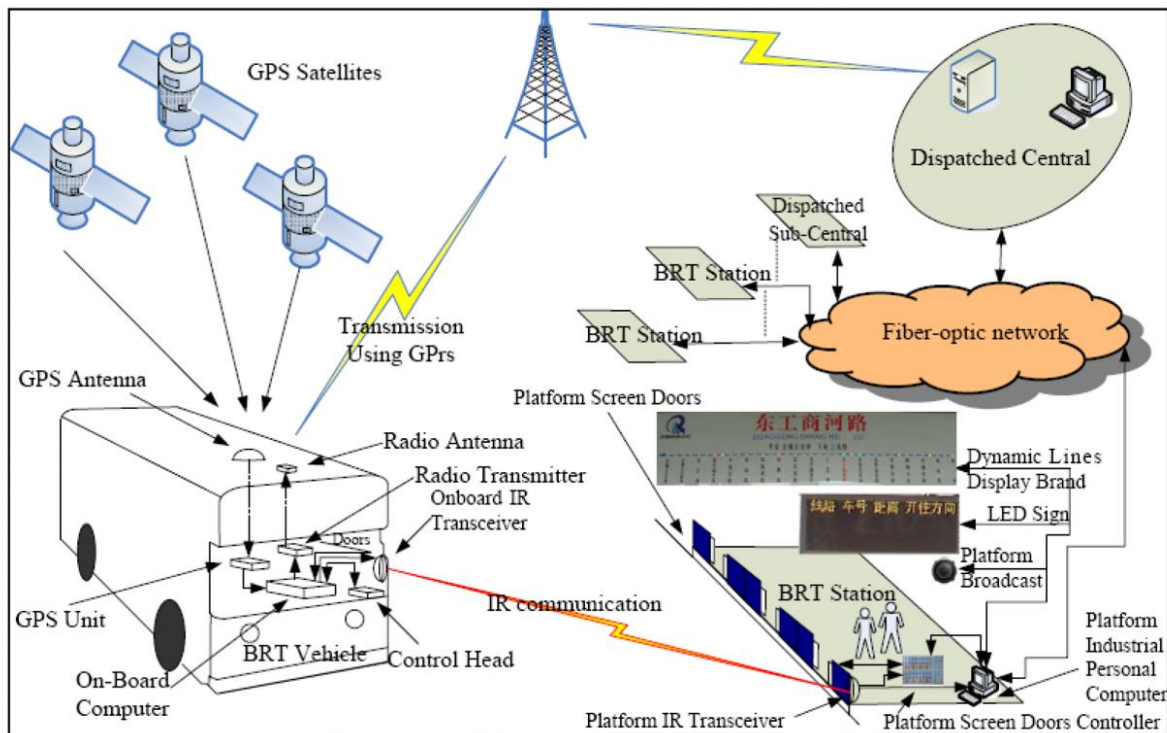 GPS Satellites
Dispatched Central
Dispatched
Sub-Central
BRT Station
BRT Station
Fiber-optic network
Transmission
Using GPrs
GPS Antenna
Platform Screen Doors
Radio Antenna
Radio Transmitter
Onboard IR
Transceiver
Doors
东工商河路
DONGGONGSHANG HE LU
Dynamic Lines
Display Brand
线路 车号 距离 开往方向
LED Sign
Platform
Broadcast
BRT Station
IR communication
GPS Unit
BRT Vehicle
Control Head
On-Board
Computer
Platform
Industrial
Personal
Computer
Platform IR Transceiver
Platform Screen Doors Controller